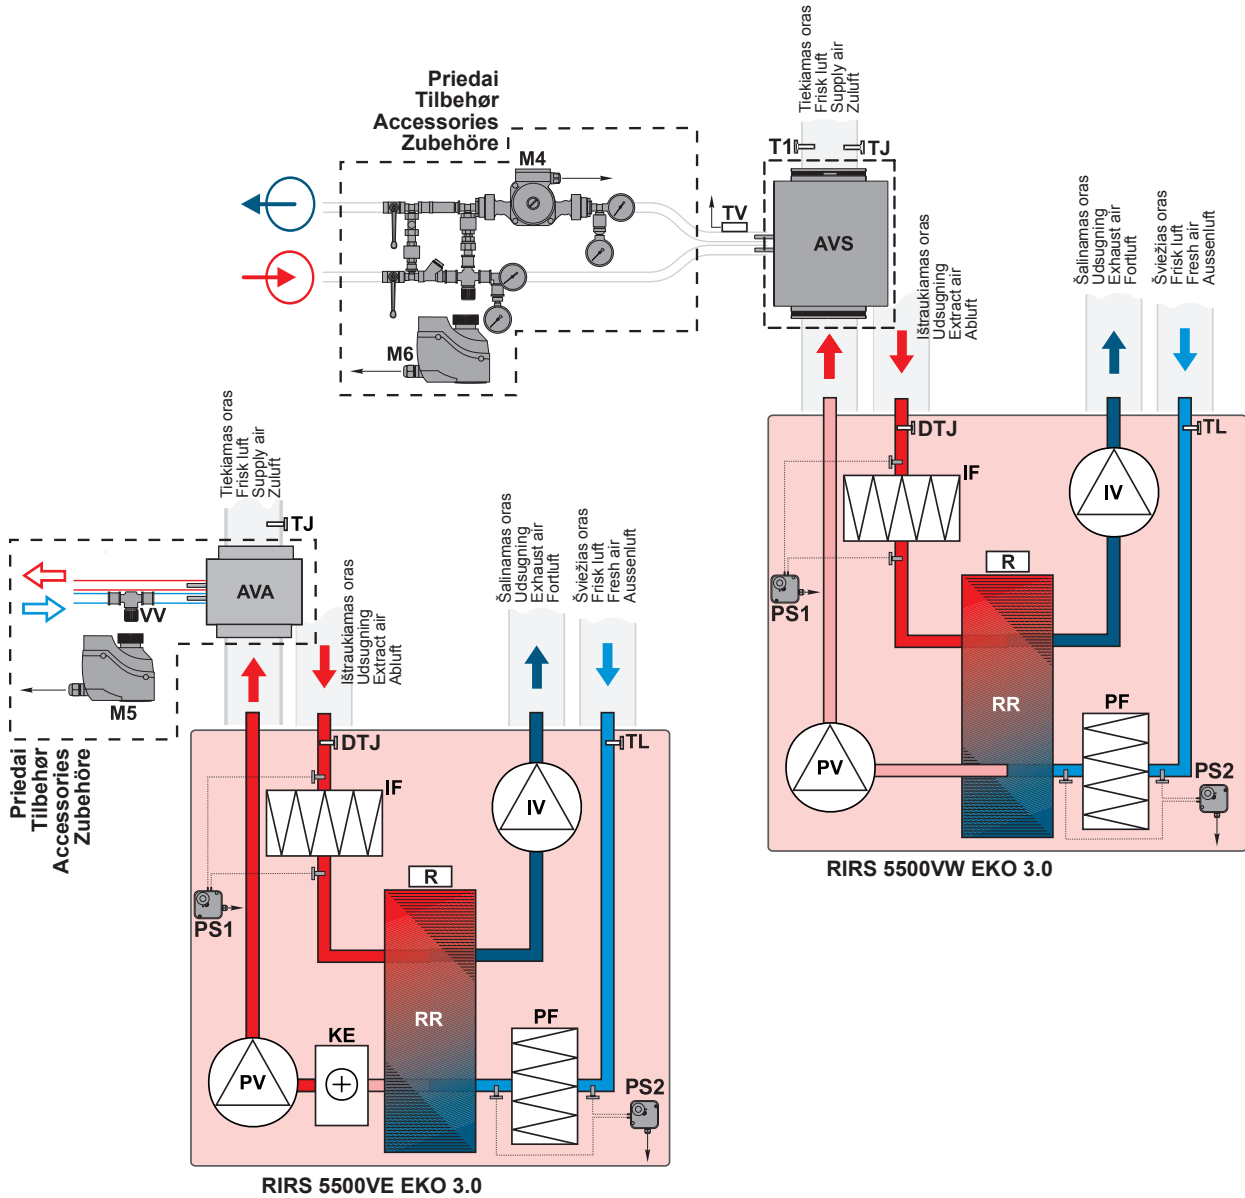 Priedai
Tilbehør
Accessories
Zubehöre
M4
M6
TV
Tiekiamas oras
Frisk luft
Supply air
Zuluft
T1
TJ
AVS
Ištraukiamas oras
Udsugning
Extract air
Abluft
Šalinamas oras
Udsugning
Exhaust air
Fortluft
Šviežias oras
Frisk luft
Fresh air
Aussenluft
DTJ
TL
IF
IV
R
PS1
RR
PF
PV
PS2
RIRS 5500VW EKO 3.0
Tiekiamas oras
Frisk luft
Supply air
Zuluft
TJ
AVA
VV
M5
Priedai
Tilbehør
Accessories
Zubehöre
Ištraukiamas oras
Udsugning
Extract air
Abluft
Šalinamas oras
Udsugning
Exhaust air
Fortluft
Šviežias oras
Frisk luft
Fresh air
Aussenluft
DTJ
TL
IF
IV
R
PS1
RR
PF
KE
PV
PS2
RIRS 5500VE EKO 3.0